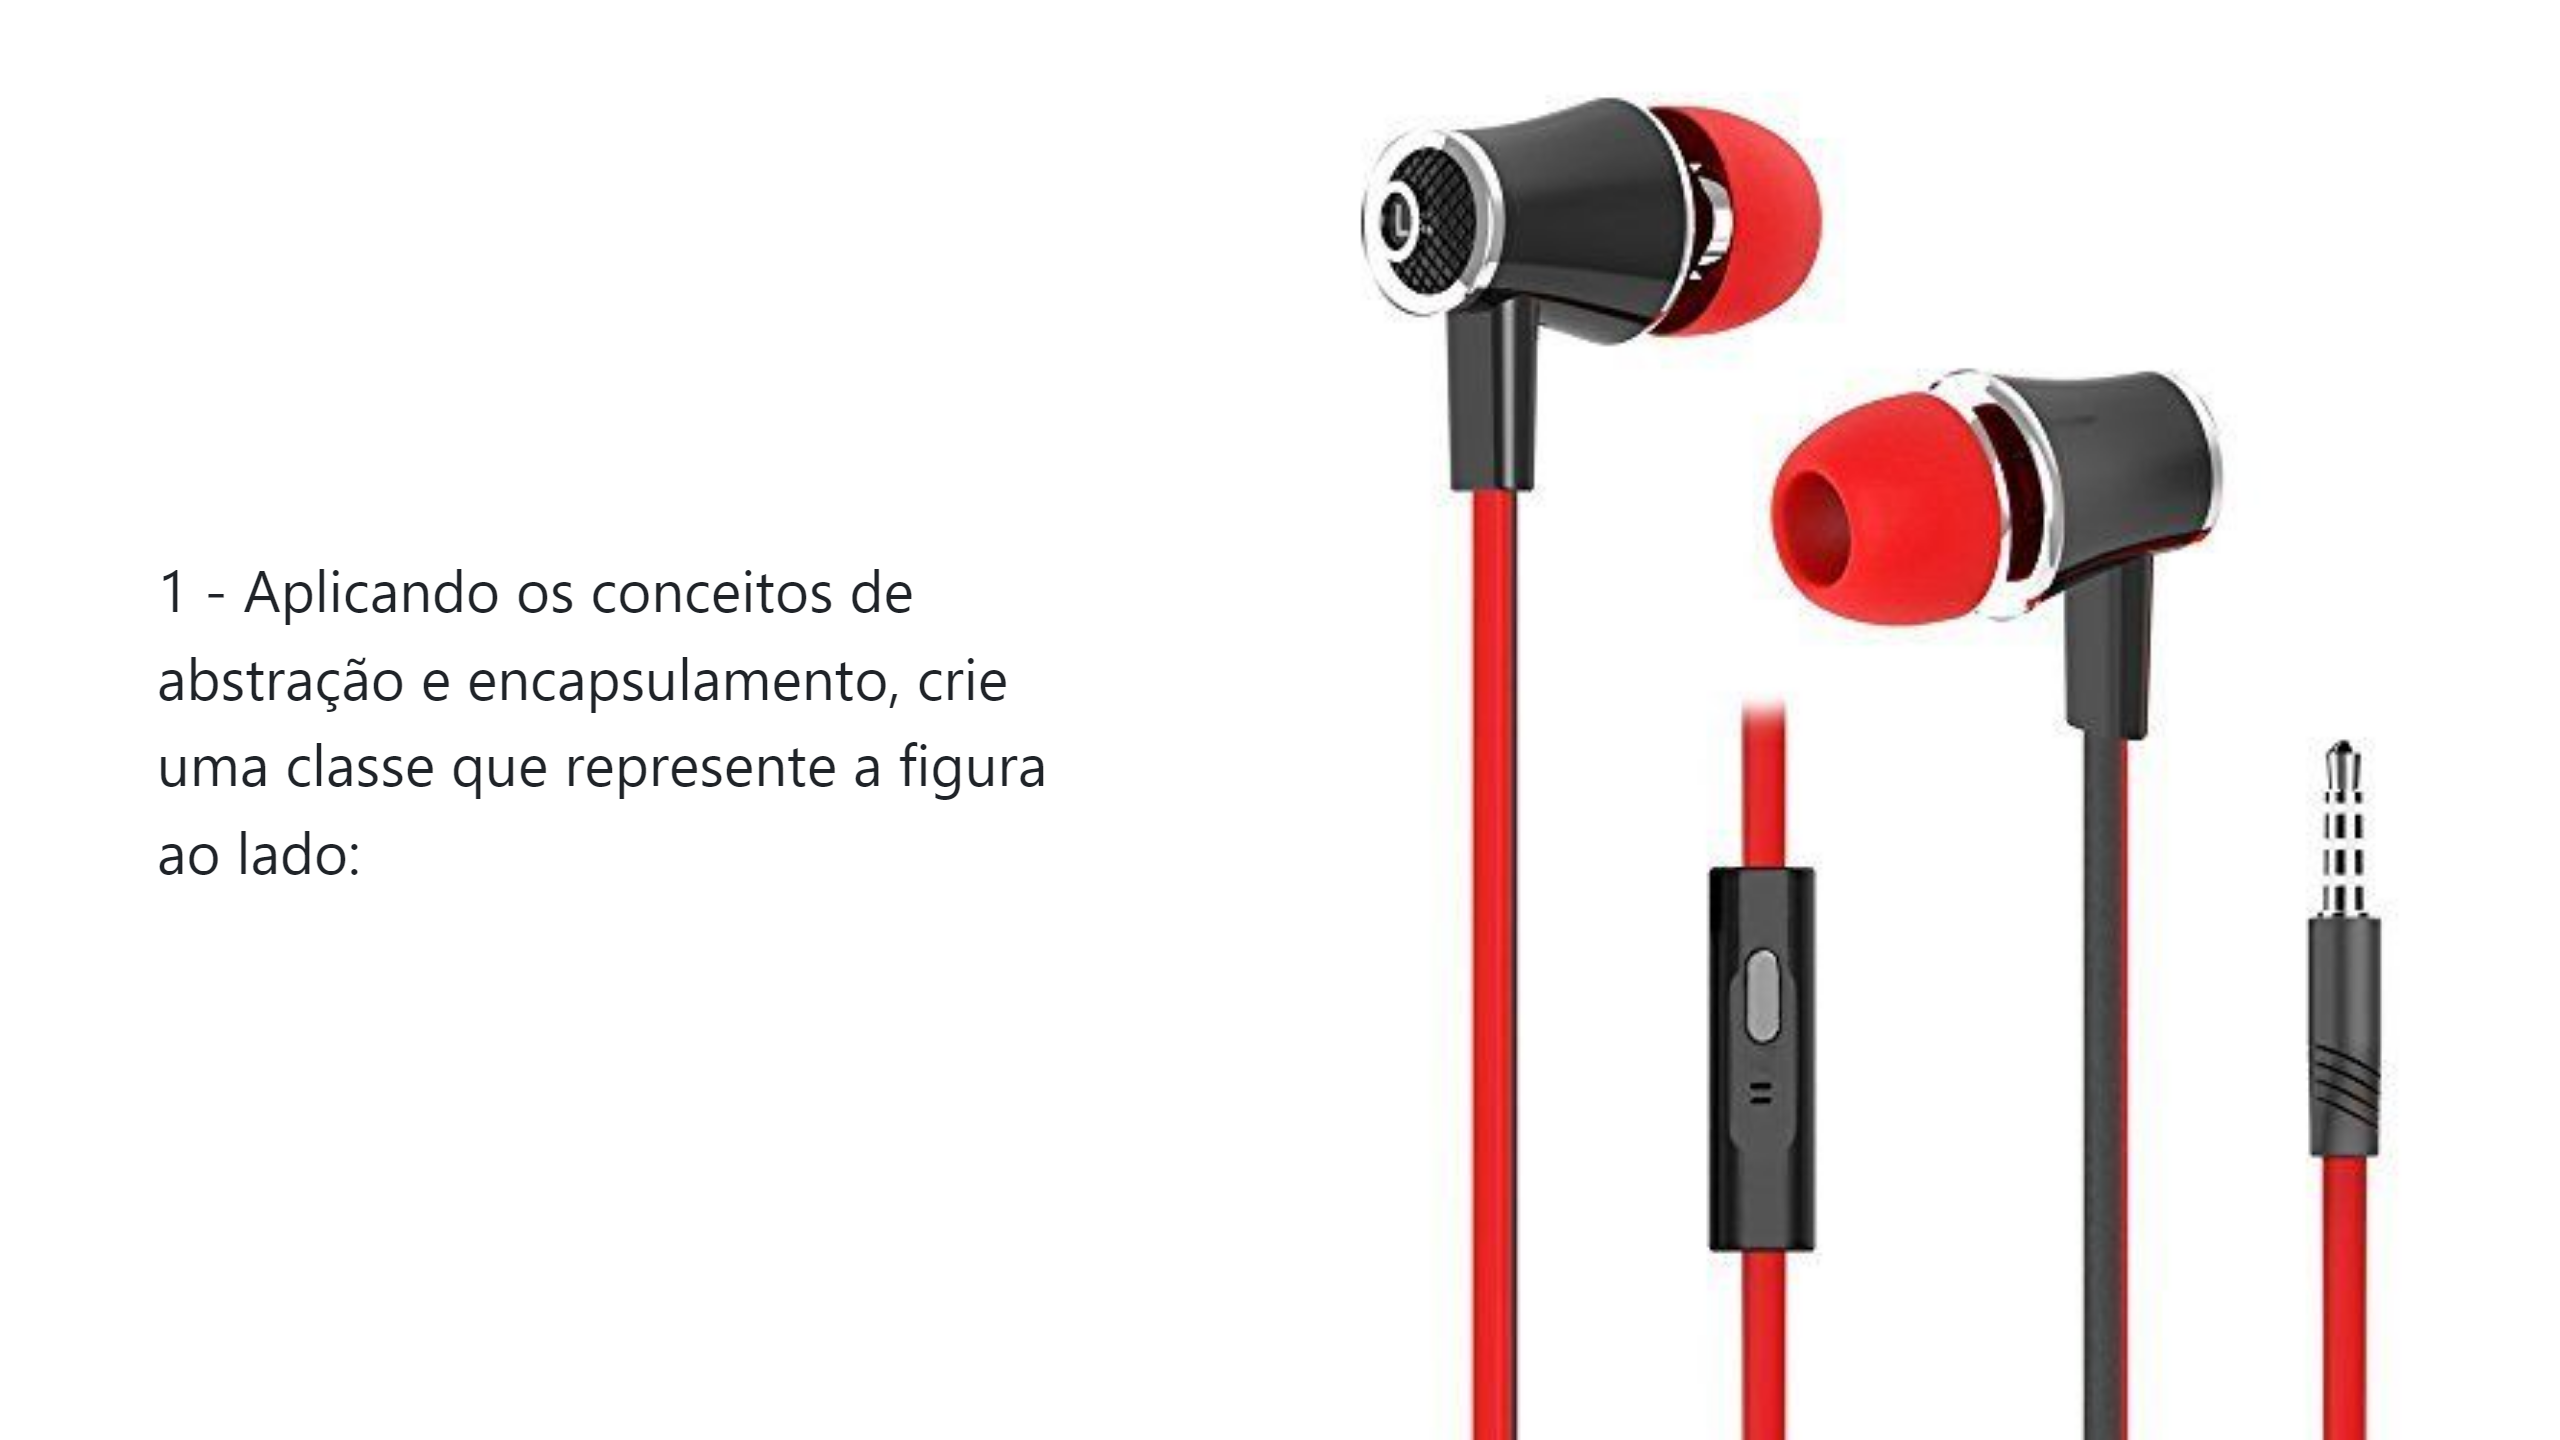 1 - Aplicando os conceitos de
abstração e encapsulamento, crie
uma classe que represente a figura
ao lado:
L